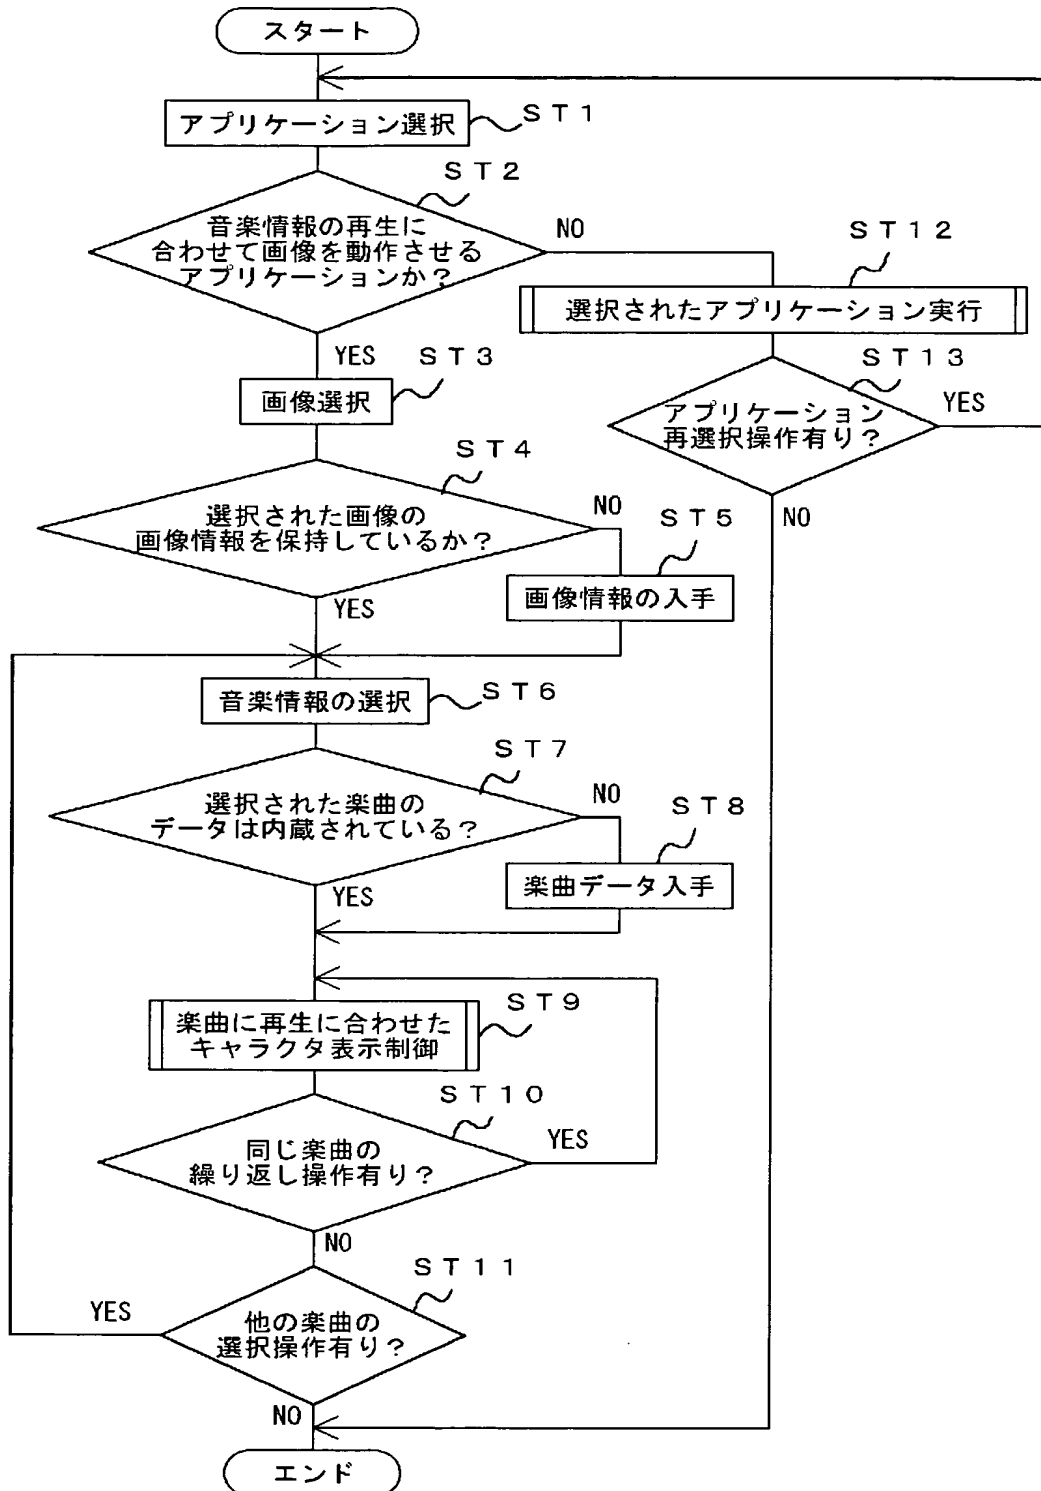 スタート
アプリケーション選択
ST1
ST2
音楽情報の再生に
合わせて画像を動作させる
アプリケーションか?
NO
YES
ST12
選択されたアプリケーション実行
ST13
アプリケーション
再選択操作有り?
YES
NO
ST3
画像選択
ST4
選択された画像の
画像情報を保持しているか?
NO
YES
ST5
画像情報の入手
ST6
音楽情報の選択
ST7
選択された楽曲の
データは内蔵されている?
NO
YES
ST8
楽曲データ入手
ST9
楽曲に再生に合わせた
キャラクタ表示制御
ST10
同じ楽曲の
繰り返し操作有り?
YES
NO
ST11
他の楽曲の
選択操作有り?
YES
NO
エンド